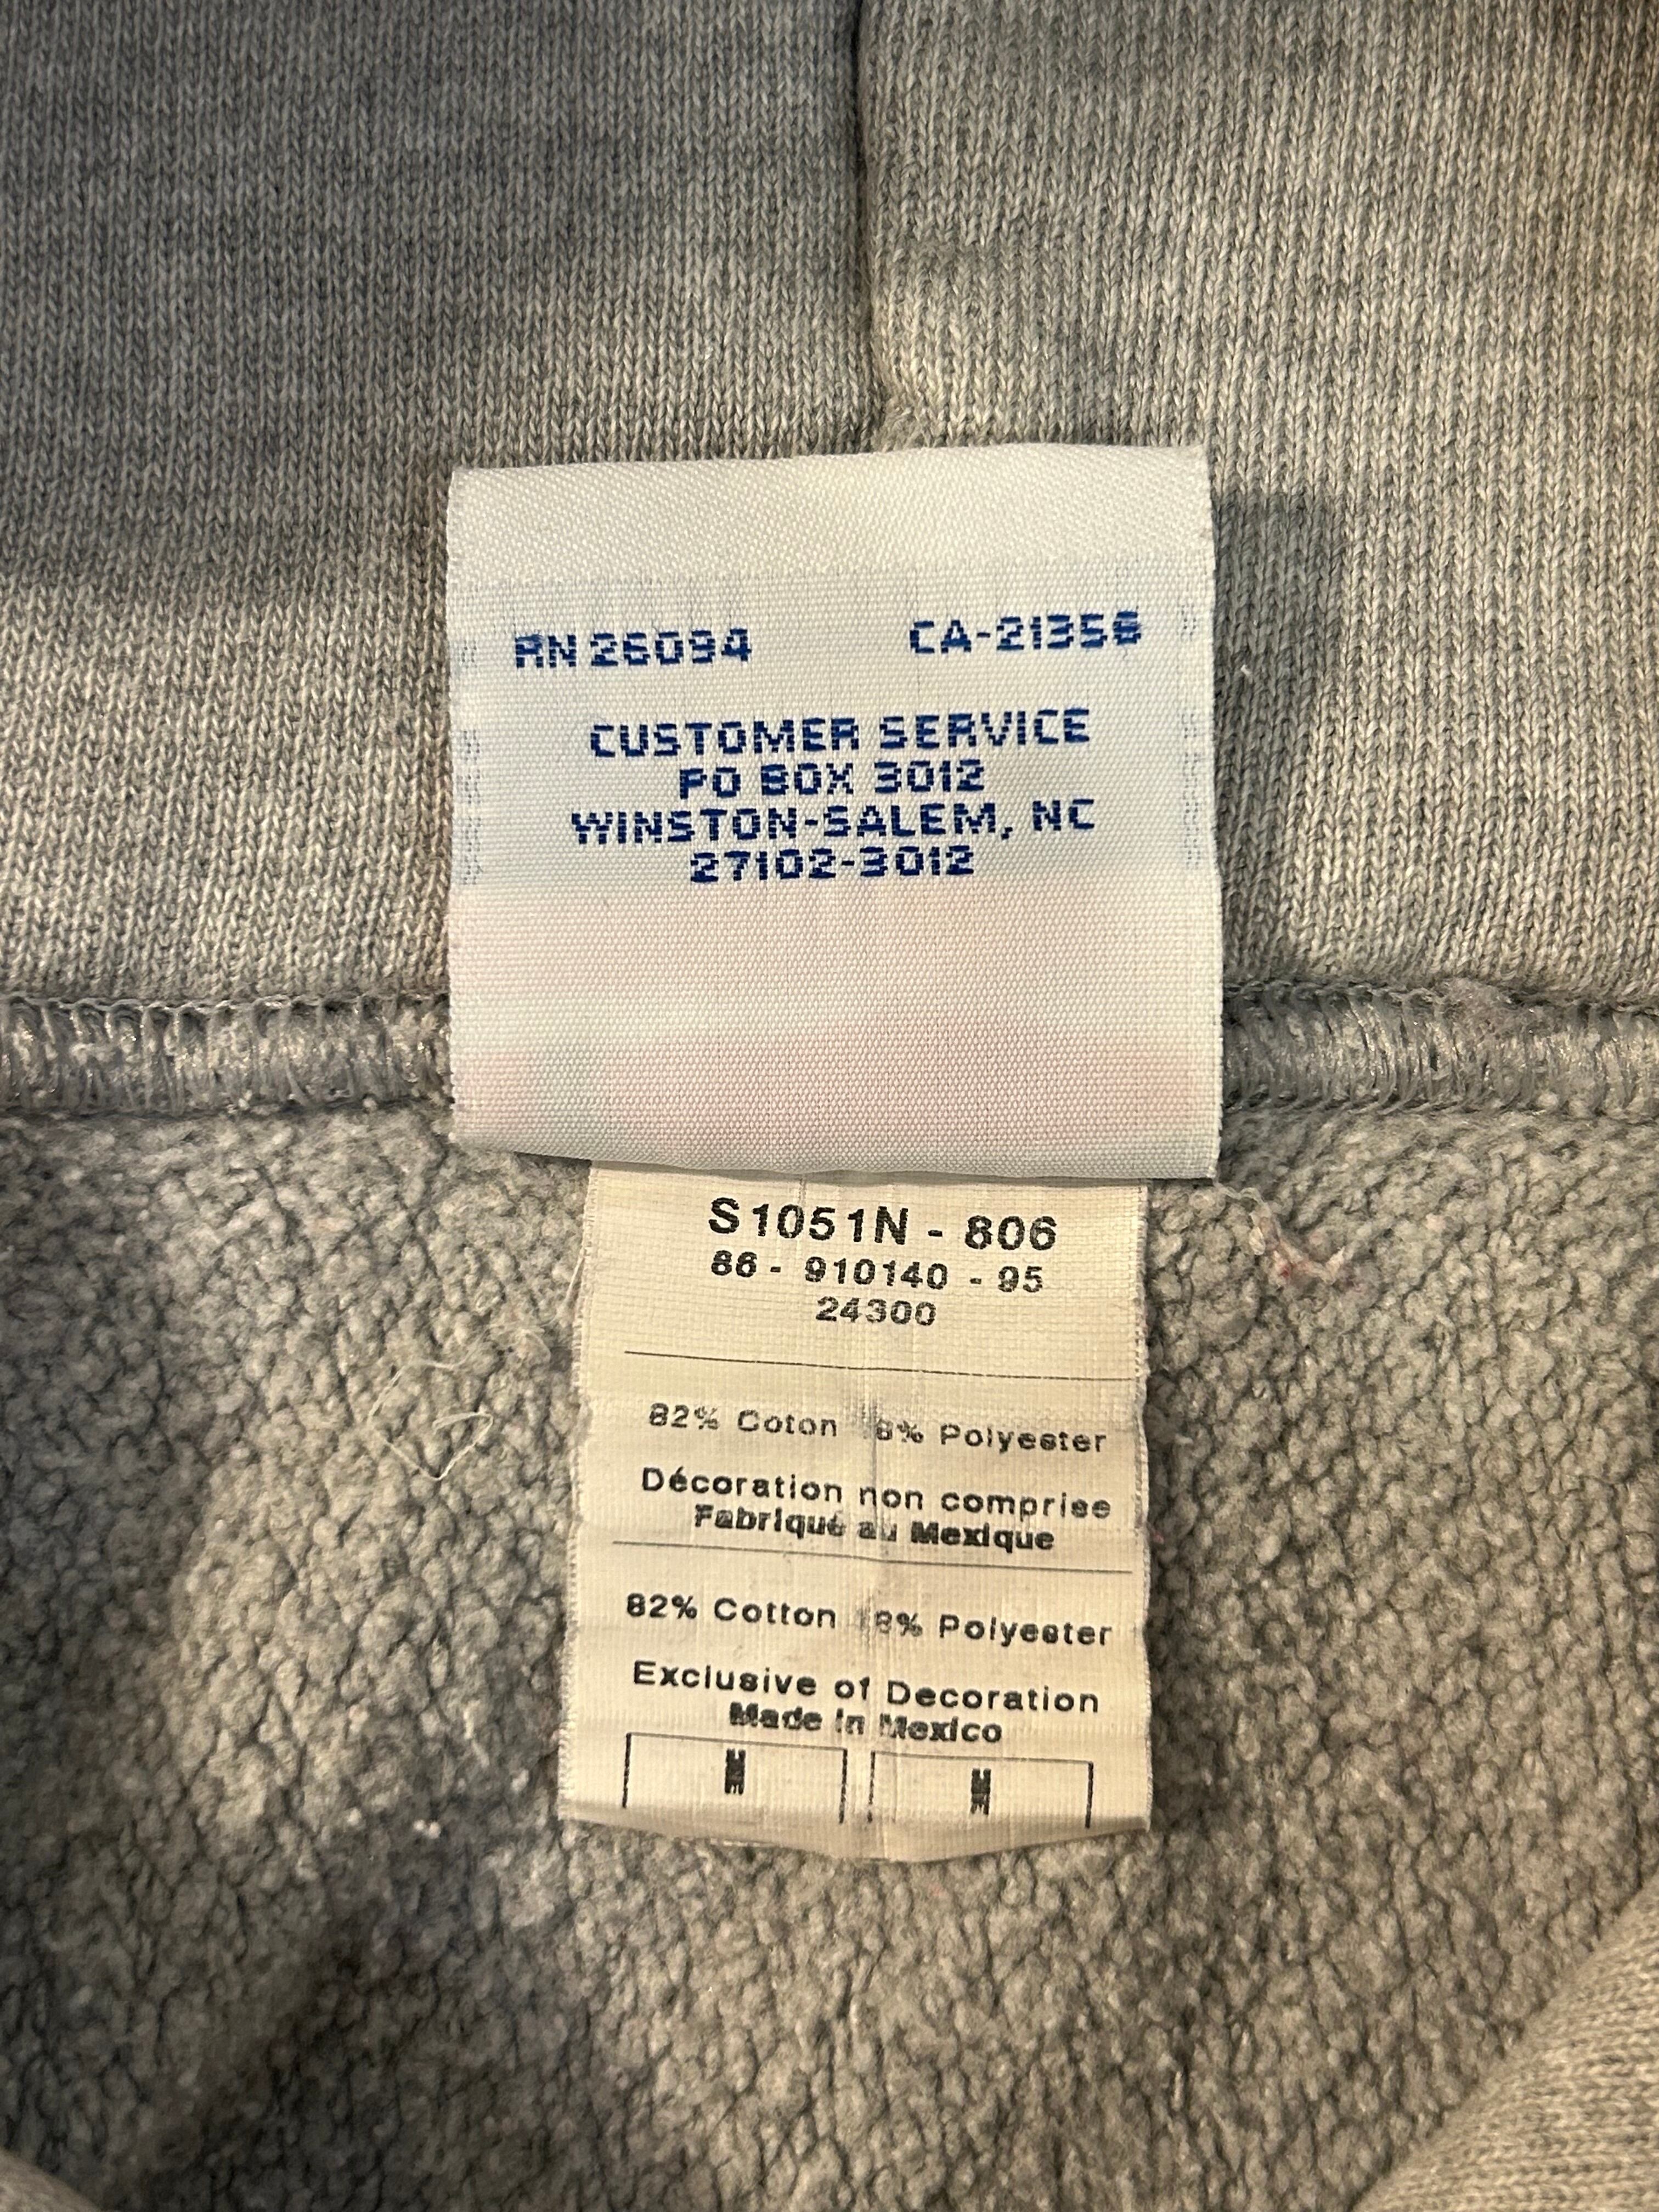 RN 26094 CA-21356
CUSTOMER SERVICE
PO BOX 3012
WINSTON-SALEM, NC
27102-3012
S1051N - 806
86 - 910140 - 95
24300
82% Coton 18% Polyester
Décoration non comprise
Fabriqué au Mexique
82% Cotton 18% Polyester
Exclusive of Decoration
Made in Mexico